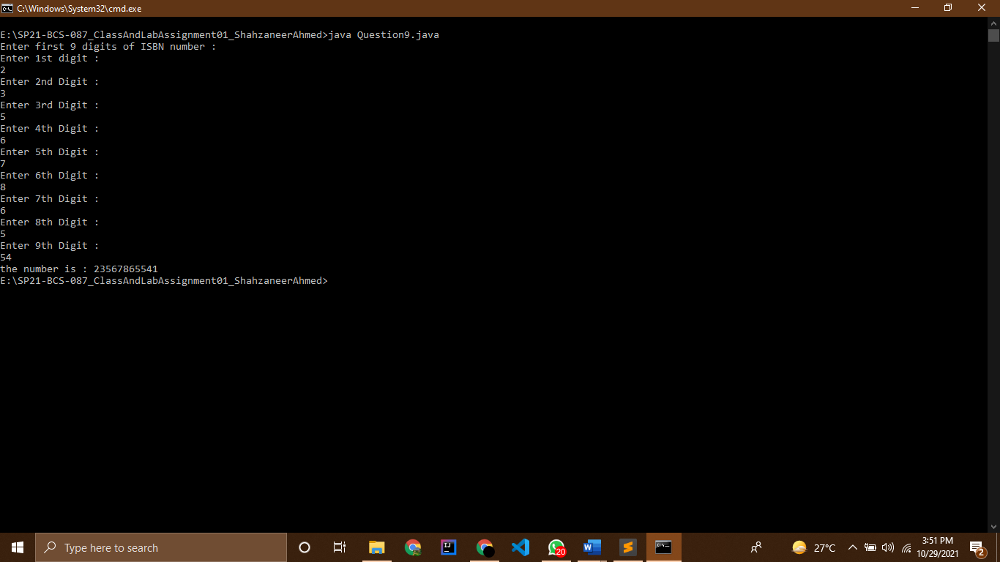 C:\Windows\System32\cmd.exe
E:\SP21-BCS-087_ClassAndLabAssignment01_ShahzaneerAhmed>java Question9.java
Enter first 9 digits of ISBN number :
Enter 1st digit :
2
Enter 2nd Digit :
3
Enter 3rd Digit :
5
Enter 4th Digit :
6
Enter 5th Digit :
7
Enter 6th Digit :
8
Enter 7th Digit :
6
Enter 8th Digit :
5
Enter 9th Digit :
54
the number is : 23567865541
E:\SP21-BCS-087_ClassAndLabAssignment01_ShahzaneerAhmed>
Type here to search
20
27°C
3:51 PM
10/29/2021
2